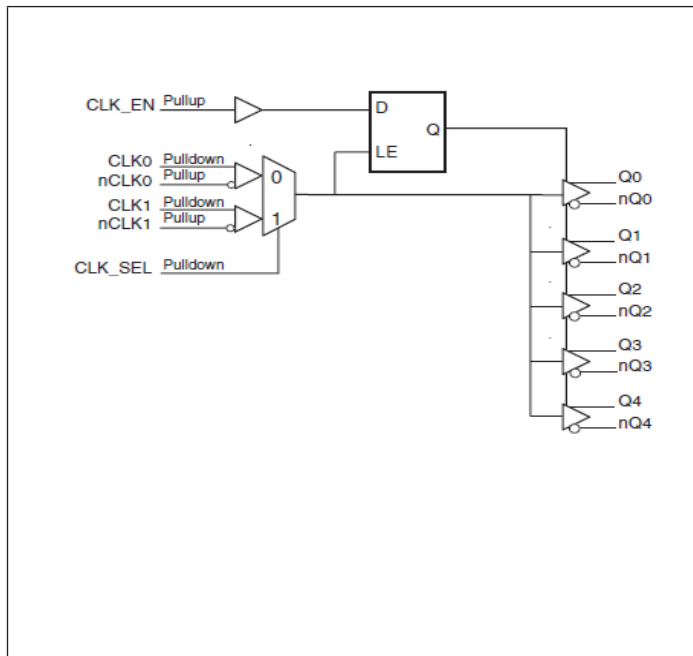 CLK_EN Pullup
D
Q
LE
CLK0 Pulldown
nCLK0 Pullup
0
CLK1 Pulldown
nCLK1 Pullup
1
CLK_SEL Pulldown
Q0
nQ0
Q1
nQ1
Q2
nQ2
Q3
nQ3
Q4
nQ4